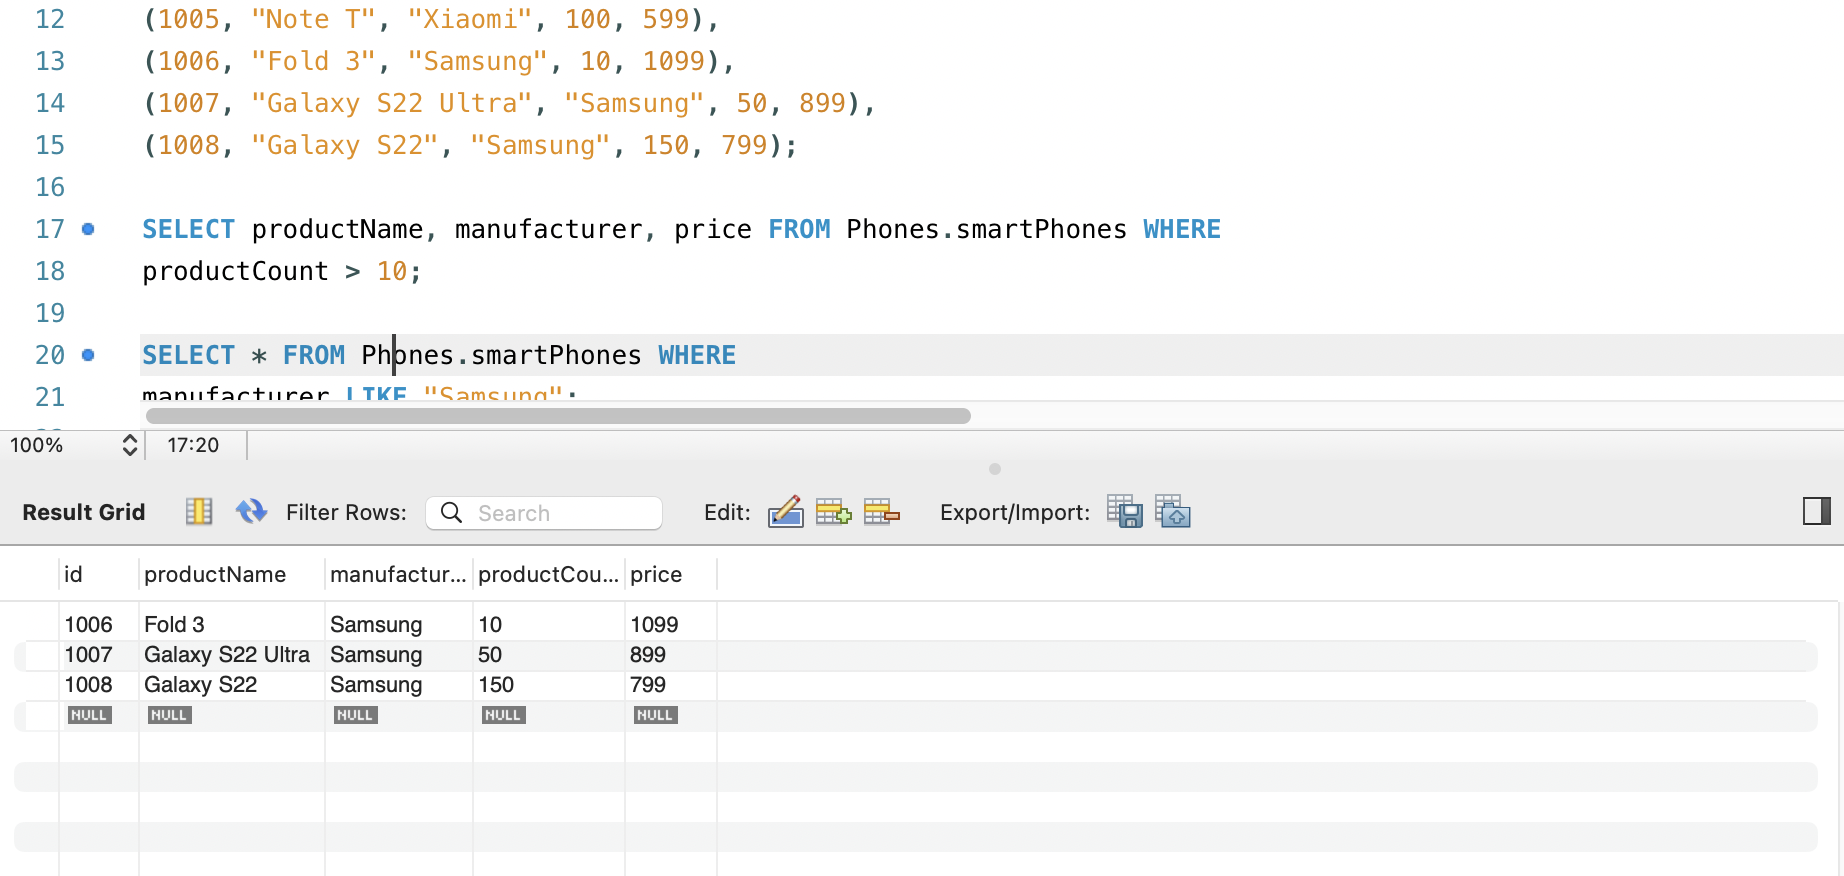 12 (1005, "Note T", "Xiaomi", 100, 599),
13 (1006, "Fold 3", "Samsung", 10, 1099),
14 (1007, "Galaxy S22 Ultra", "Samsung", 50, 899),
15 (1008, "Galaxy S22", "Samsung", 150, 799);
16
17 SELECT productName, manufacturer, price FROM Phones.smartPhones WHERE
18 productCount > 10;
19
20 SELECT * FROM Phones.smartPhones WHERE
21 manufacturer LIKE "Samsung";
100% 17:20
Result Grid Filter Rows: Search Edit: Export/Import:
id productName manufactur... productCou... price
1006 Fold 3 Samsung 10 1099
1007 Galaxy S22 Ultra Samsung 50 899
1008 Galaxy S22 Samsung 150 799
NULL NULL NULL NULL NULL